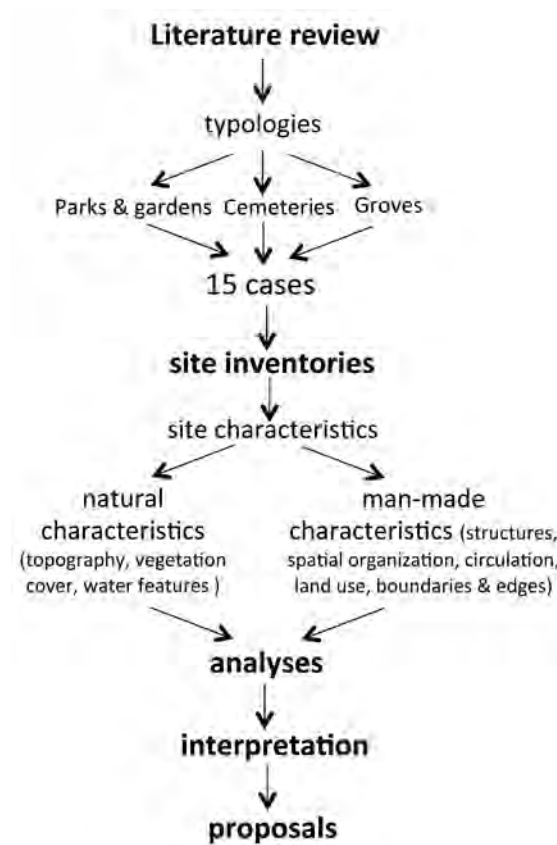 Literature review
typologies
Parks & gardens Cemeteries Groves
15 cases
site inventories
site characteristics
natural
characteristics
(topography, vegetation
cover, water features )
man-made
characteristics (structures,
spatial organization, circulation,
land use, boundaries & edges)
analyses
interpretation
proposals